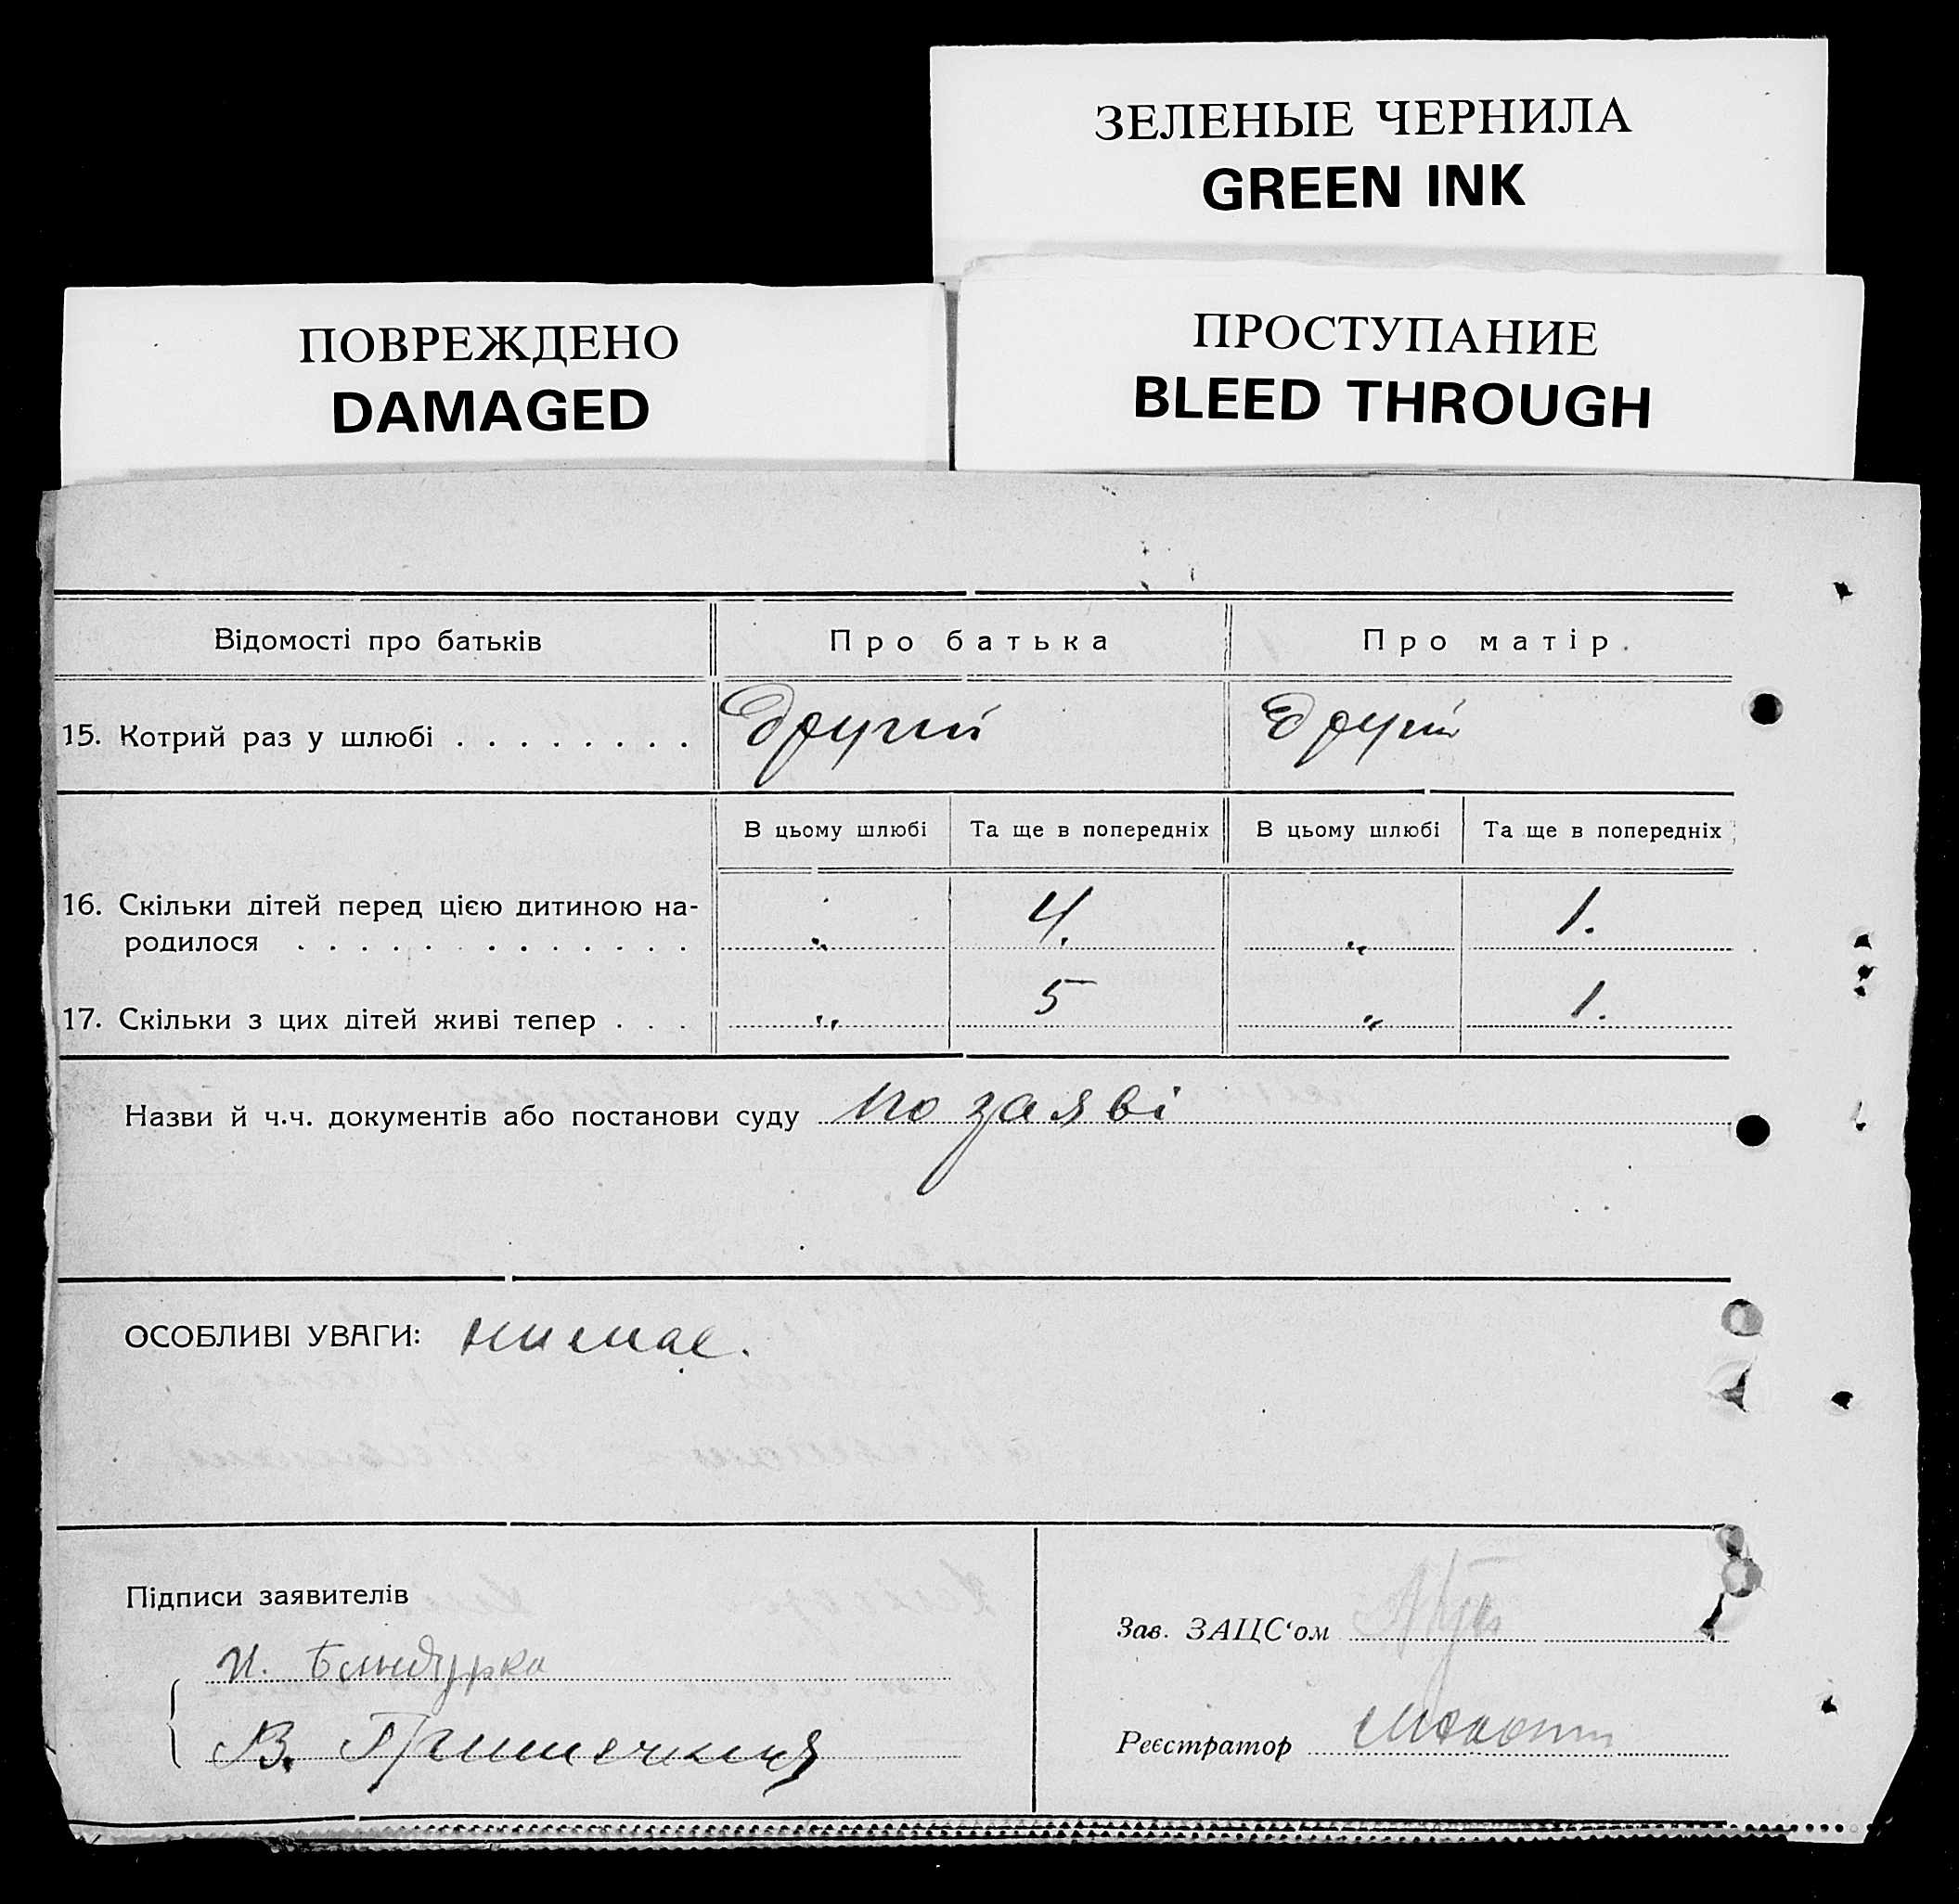 ЗЕЛЕНЫЕ ЧЕРНИЛА
GREEN INK
ПОВРЕЖДЕНО
DAMAGED
ПРОСТУПАНИЕ
BLEED THROUGH
Відомості про батьків Про батька Про матір.
15. Котрий раз у шлюбі . . . . . . . . другий другий
В цьому шлюбі Та ще в попередніх В цьому шлюбі Та ще в попередніх
16. Скільки дітей перед цією дитиною на-
родилося . . . . . . . . . . . . . „ 4. „ 1.
17. Скільки з цих дітей живі тепер . . . „ 5 „ 1.
Назви й ч.ч. документів або постанови суду по заяві
ОСОБЛИВІ УВАГИ: нимає.
Підписи заявителів
Зав. ЗАЦС‘ом
И.
В.
Реєстратор